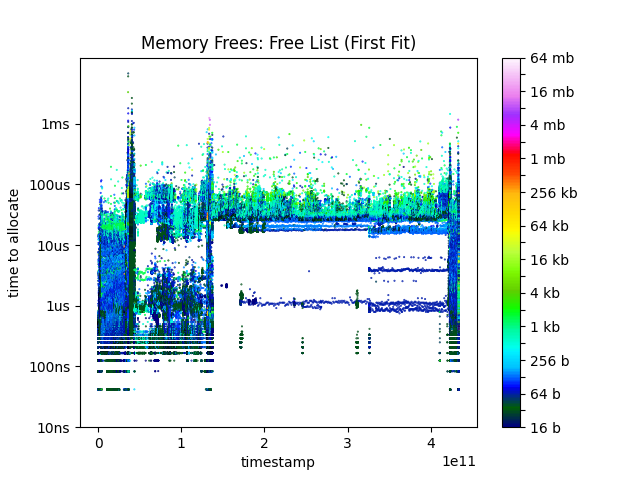 Memory Frees: Free List (First Fit)
64 mb
16 mb
4 mb
1 mb
256 kb
64 kb
16 kb
4 kb
1 kb
256 b
64 b
16 b
1ms
100us
10us
1us
100ns
10ns
time to allocate
0 1 2 3 4
1e11
timestamp